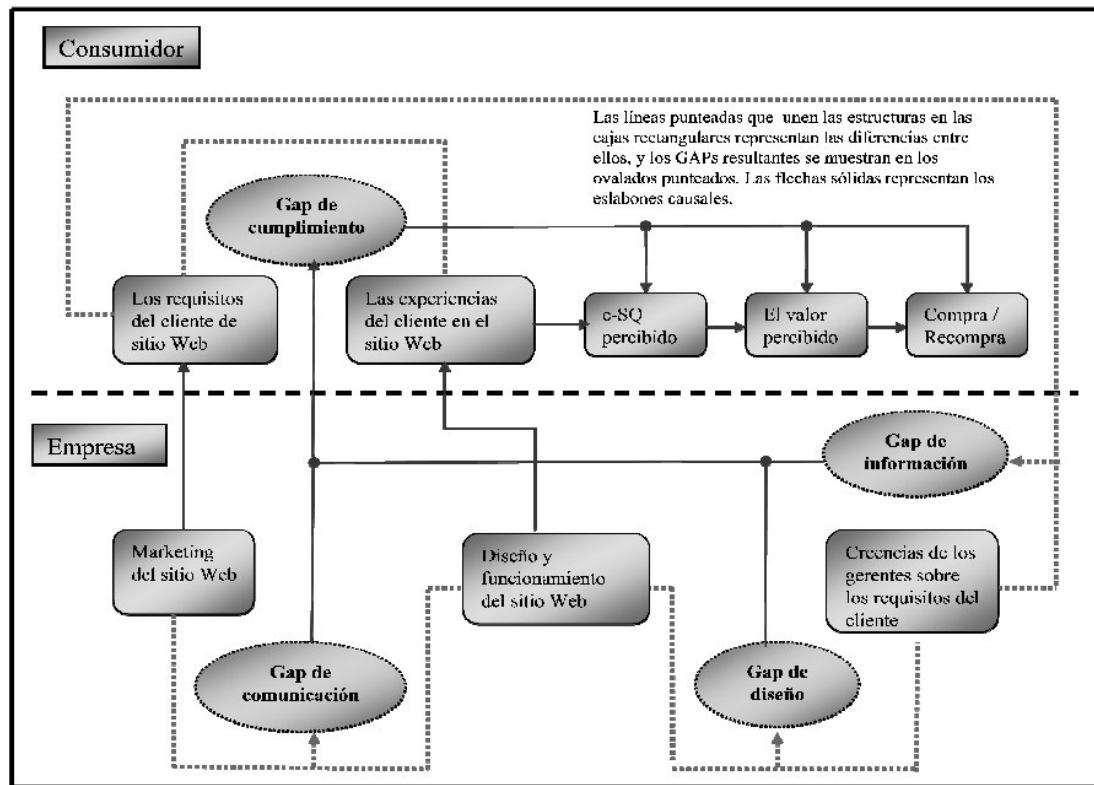 Consumidor
Las líneas punteadas que unen las estructuras en las
cajas rectangulares representan las diferencias entre
ellos, y los GAPs resultantes se muestran en los
ovalados punteados. Las flechas sólidas representan los
eslabones causales.
Gap de
cumplimiento
Los requisitos
del cliente de
sitio Web
Las experiencias
del cliente en el
sitio Web
e-SQ
percibido
El valor
percibido
Compra /
Recompra
Empresa
Gap de
información
Marketing
del sitio Web
Diseño y
funcionamiento
del sitio Web
Creencias de los
gerentes sobre
los requisitos del
cliente
Gap de
comunicación
Gap de
diseño